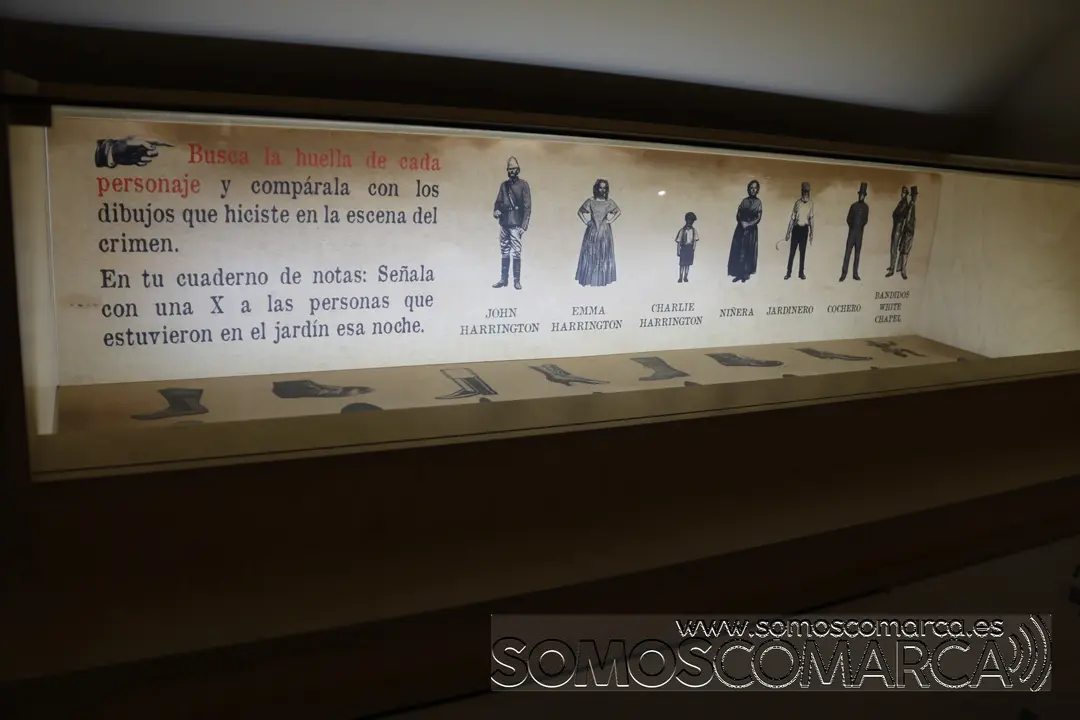 Busca la huella de cada
personaje y compárala con los
dibujos que hiciste en la escena del
crimen.
En tu cuaderno de notas: Señala
con una X a las personas que
estuvieron en el jardín esa noche.
JOHN
HARRINGTON
EMMA
HARRINGTON
CHARLIE
HARRINGTON
NIÑERA
JARDINERO
COCHERO
BANDIDOS
WHITE
CHAPEL
www.somoscomarca.es
SOMOSCOMARCA